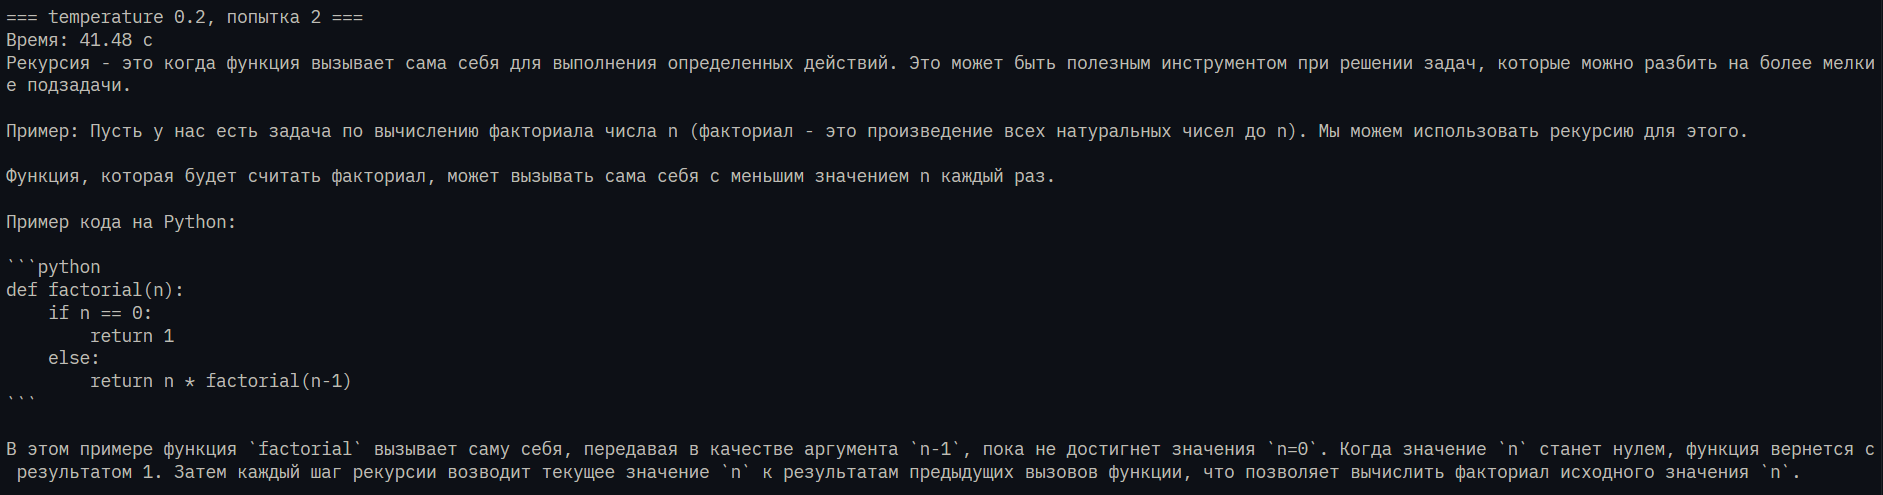 === temperature 0.2, попытка 2 ===
Время: 41.48 с
Рекурсия - это когда функция вызывает сама себя для выполнения определенных действий. Это может быть полезным инструментом при решении задач, которые можно разбить на более мелки
е подзадачи.
Пример: Пусть у нас есть задача по вычислению факториала числа n (факториал - это произведение всех натуральных чисел до n). Мы можем использовать рекурсию для этого.
Функция, которая будет считать факториал, может вызывать сама себя с меньшим значением n каждый раз.
Пример кода на Python:
```python
def factorial(n):
    if n == 0:
        return 1
    else:
        return n * factorial(n-1)
```
В этом примере функция `factorial` вызывает саму себя, передавая в качестве аргумента `n-1`, пока не достигнет значения `n=0`. Когда значение `n` станет нулем, функция вернется с
 результатом 1. Затем каждый шаг рекурсии возводит текущее значение `n` к результатам предыдущих вызовов функции, что позволяет вычислить факториал исходного значения `n`.